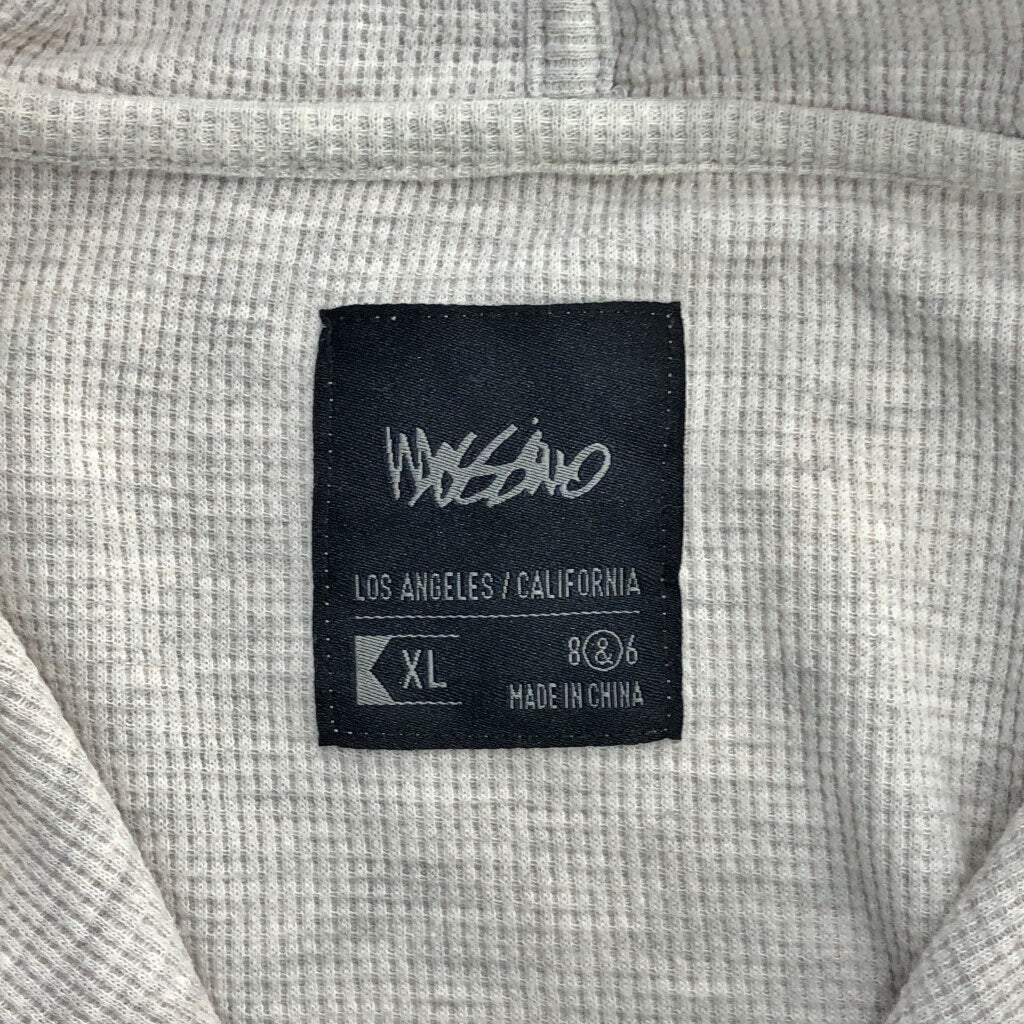 Mossimo
LOS ANGELES / CALIFORNIA
XL
8&6
MADE IN CHINA